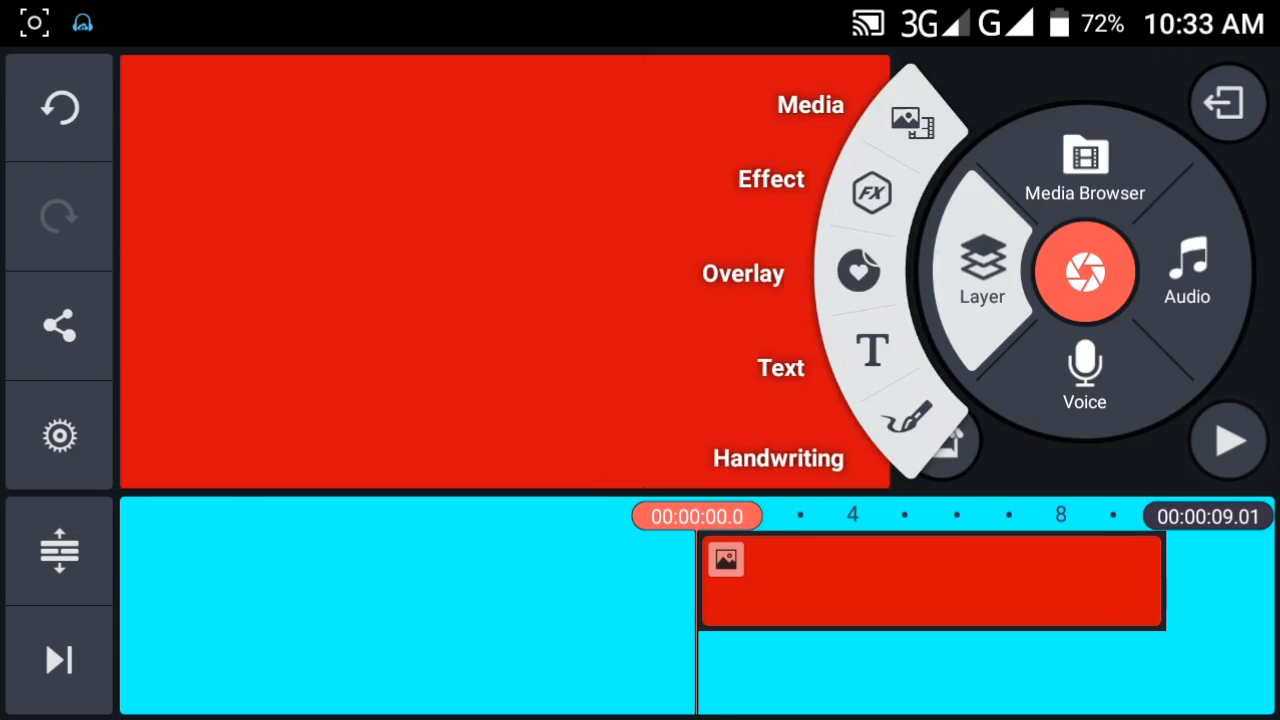 3G G 72% 10:33 AM
Media
Effect
FX
Overlay
Text
T
Handwriting
Media Browser
Layer
Audio
Voice
00:00:00.0 4 8 00:00:09.01